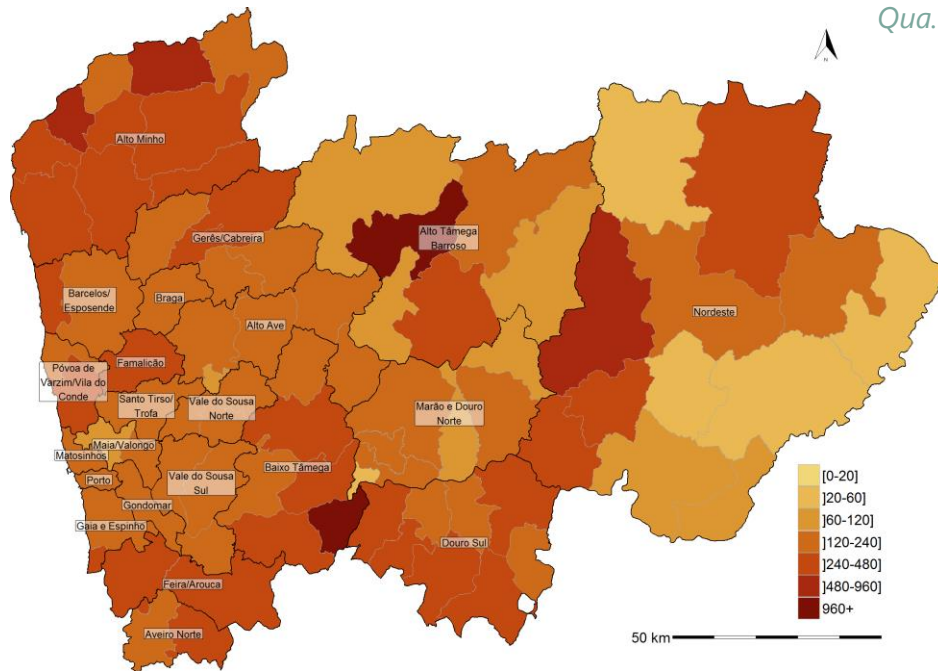 Qua.
N
Alto Minho
Gerês/Cabreira
Alto Tâmega
Barroso
Barcelos/
Esposende
Braga
Alto Ave
Nordeste
Famalicão
Póvoa de
Varzim/Vila do
Conde
Santo Tirso/
Trofa
Vale do Sousa
Norte
Marão e Douro
Norte
Maia/Valongo
Matosinhos
Porto
Vale do Sousa
Sul
Baixo Tâmega
Gondomar
Gaia e Espinho
Douro Sul
Feira/Arouca
Aveiro Norte
[0-20]
]20-60]
]60-120]
]120-240]
]240-480]
]480-960]
960+
50 km